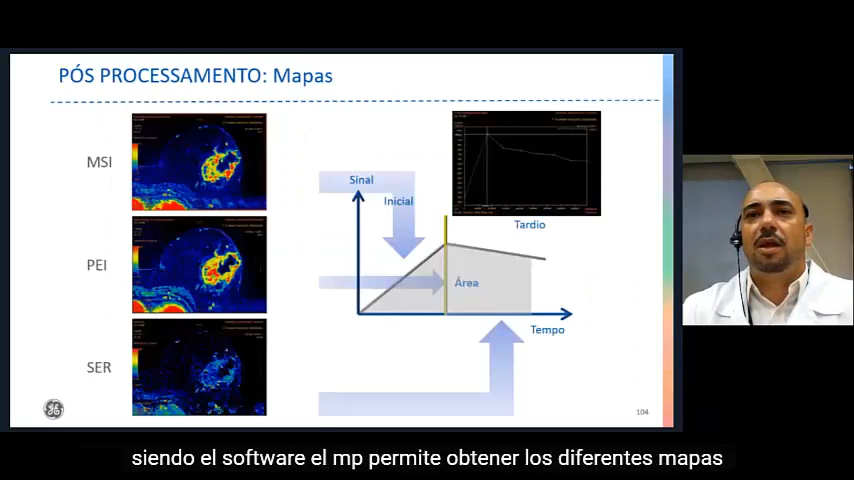 PÓS PROCESSAMENTO: Mapas
MSI
PEI
SER
Sinal
Inicial
Tardio
Área
Tempo
104
siendo el software el mp permite obtener los diferentes mapas